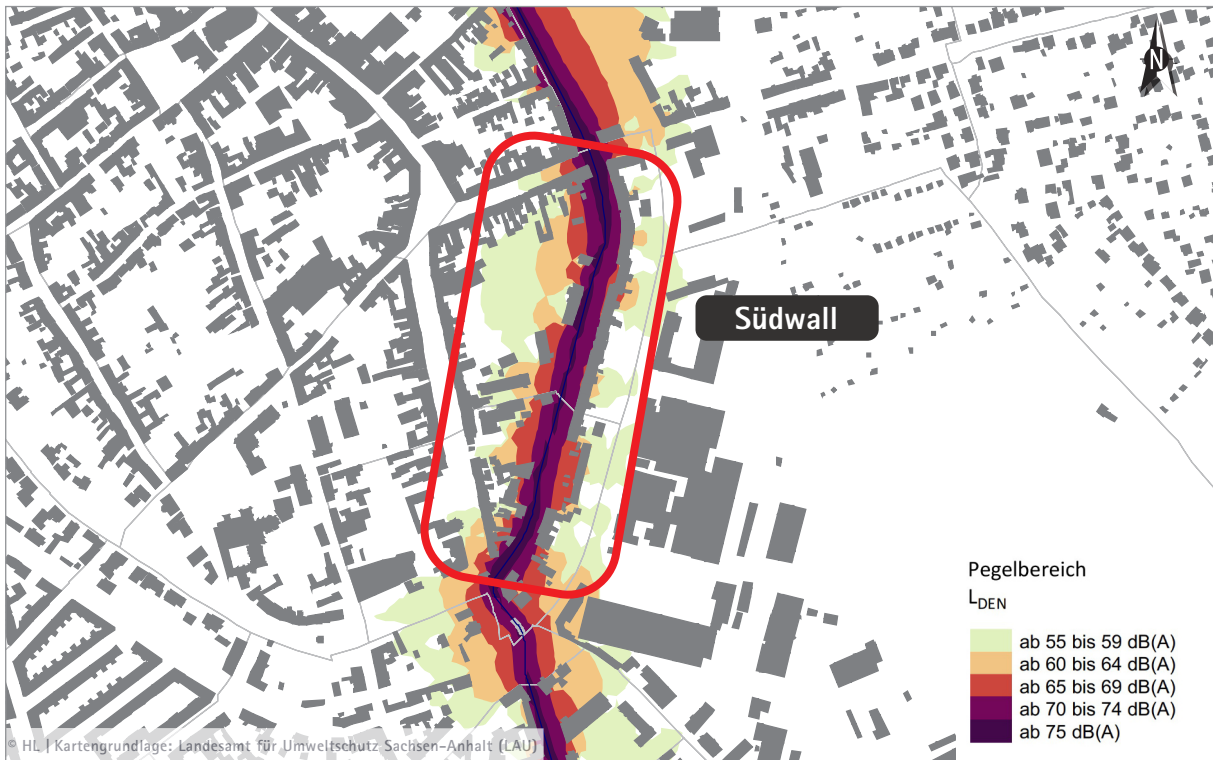 N
Südwall
Pegelbereich
LDEN
ab 55 bis 59 dB(A)
ab 60 bis 64 dB(A)
ab 65 bis 69 dB(A)
ab 70 bis 74 dB(A)
ab 75 dB(A)
© HL | Kartengrundlage: Landesamt für Umweltschutz Sachsen-Anhalt (LAU)